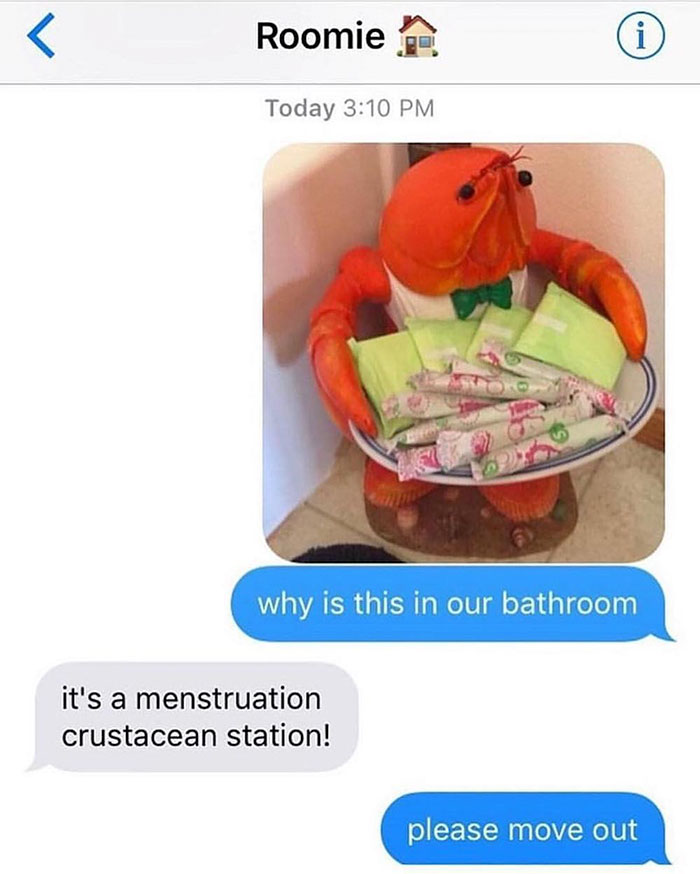 Roomie 🏠
Today 3:10 PM
why is this in our bathroom
it's a menstruation
crustacean station!
please move out